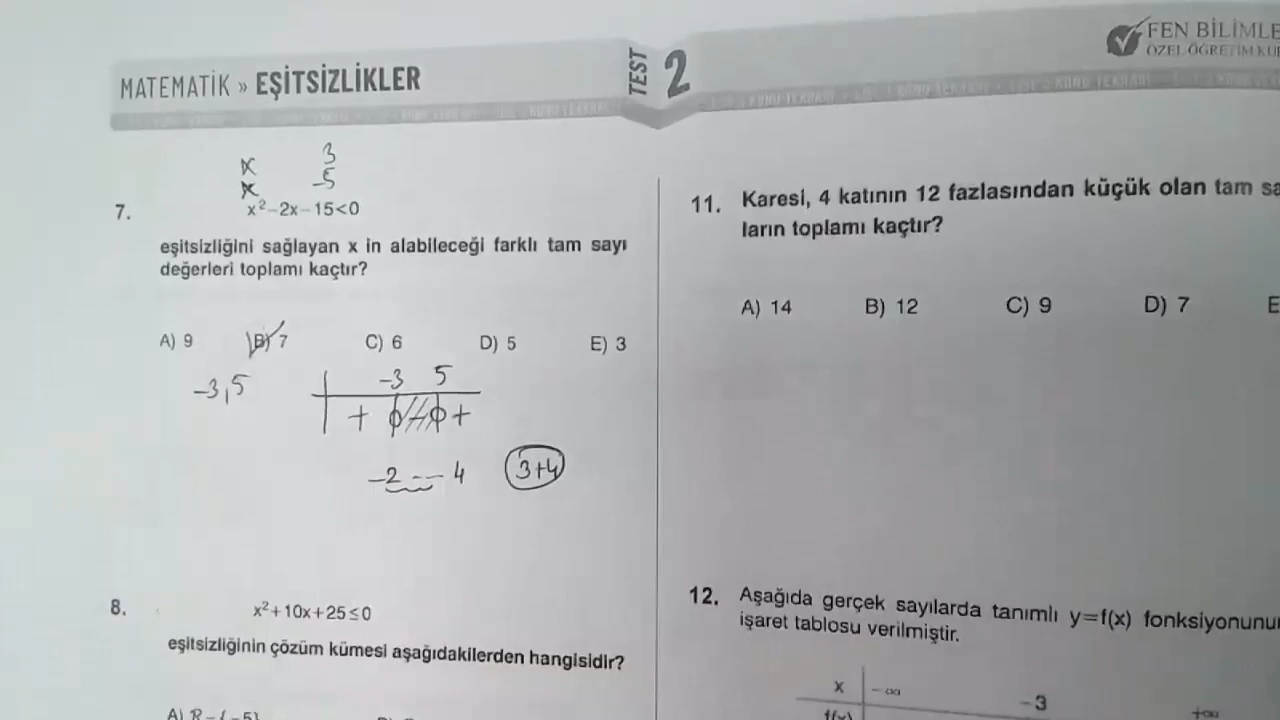 MATEMATİK » EŞİTSİZLİKLER
TEST 2
FEN BİLİMLE
ÖZEL ÖĞRETİM KU
x 3
x -5
7. x²-2x-15<0
eşitsizliğini sağlayan x in alabileceği farklı tam sayı
değerleri toplamı kaçtır?
A) 9 B) 7 C) 6 D) 5 E) 3
-3,5
-3 5
+ - +
-2 --- 4
3+4
8. x²+10x+25≤0
eşitsizliğinin çözüm kümesi aşağıdakilerden hangisidir?
A) R-{-5}
11. Karesi, 4 katının 12 fazlasından küçük olan tam sa
ların toplamı kaçtır?
A) 14 B) 12 C) 9 D) 7 E
12. Aşağıda gerçek sayılarda tanımlı y=f(x) fonksiyonunu
işaret tablosu verilmiştir.
x -∞ -3 +∞
f(x)